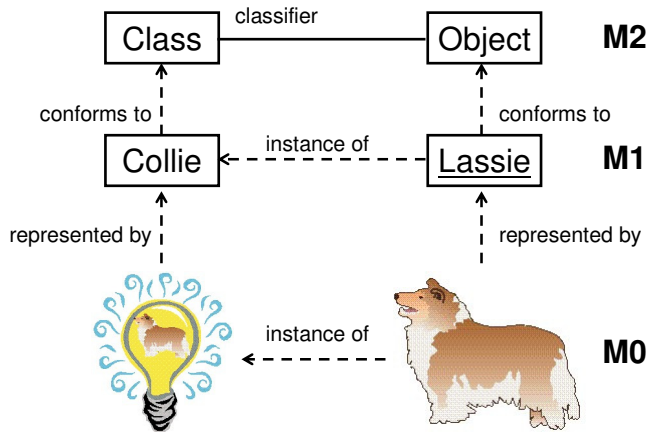 classifier
Class
Object
M2
conforms to
conforms to
instance of
Collie
Lassie
M1
represented by
represented by
instance of
M0